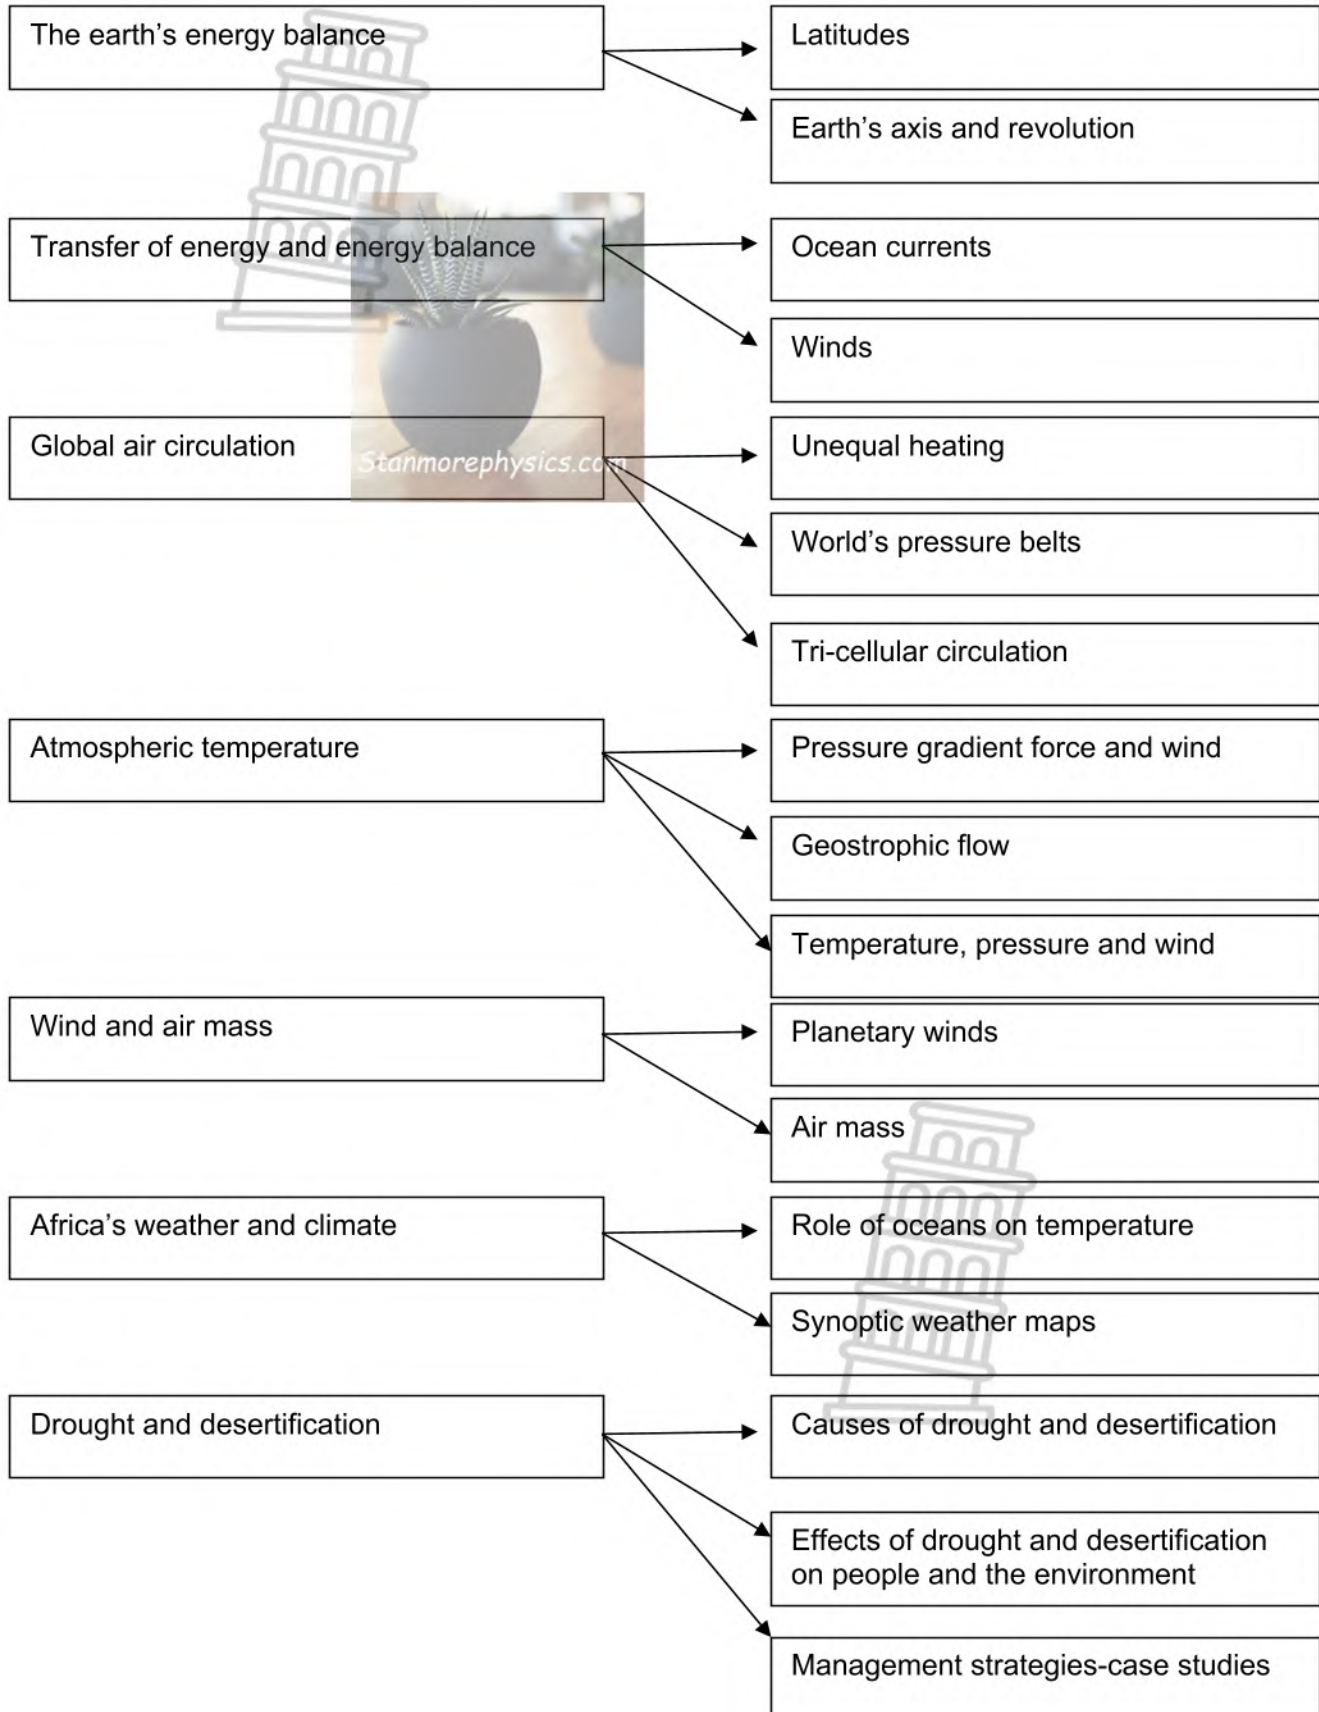 The earth's energy balance
Latitudes
Earth's axis and revolution
Transfer of energy and energy balance
Ocean currents
Winds
Global air circulation
Stanmorephysics.com
Unequal heating
World's pressure belts
Tri-cellular circulation
Atmospheric temperature
Pressure gradient force and wind
Geostrophic flow
Temperature, pressure and wind
Wind and air mass
Planetary winds
Air mass
Africa's weather and climate
Role of oceans on temperature
Synoptic weather maps
Drought and desertification
Causes of drought and desertification
Effects of drought and desertification
on people and the environment
Management strategies-case studies